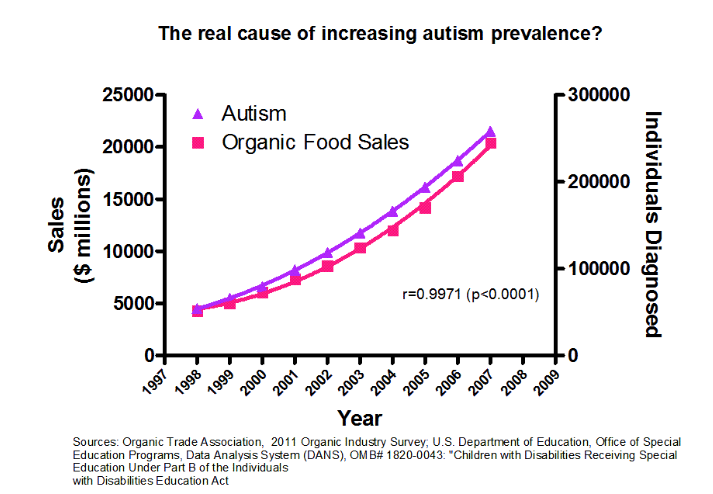 The real cause of increasing autism prevalence?
25000
20000
15000
10000
5000
0
Sales
($ millions)
Autism
Organic Food Sales
r=0.9971 (p<0.0001)
300000
200000
100000
0
Individuals Diagnosed
1997
1998
1999
2000
2001
2002
2003
2004
2005
2006
2007
2008
2009
Year
Sources: Organic Trade Association, 2011 Organic Industry Survey; U.S. Department of Education, Office of Special
Education Programs, Data Analysis System (DANS), OMB# 1820-0043: "Children with Disabilities Receiving Special
Education Under Part B of the Individuals
with Disabilities Education Act